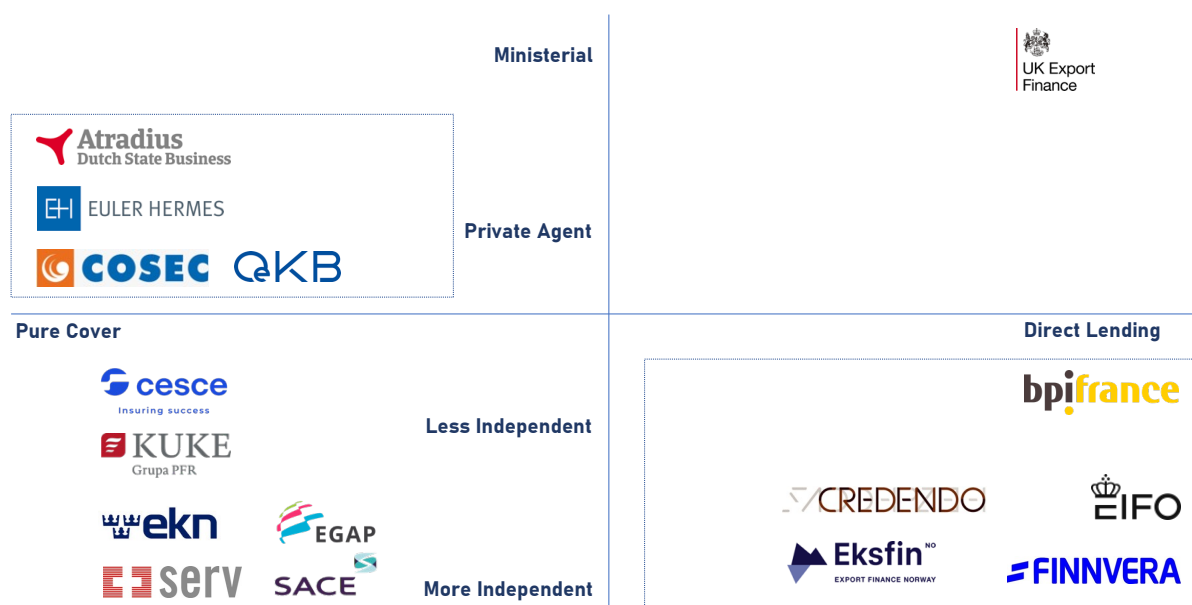 Ministerial
UK Export
Finance
Atradius
Dutch State Business
EH EULER HERMES
Private Agent
COSEC OeKB
Pure Cover
Direct Lending
bpifrance
cesce
Insuring success
Less Independent
KUKE
Grupa PFR
CREDENDO
EIFO
ekn
EGAP
Eksfin NO
EXPORT FINANCE NORWAY
FINNVERA
serv
SACE
More Independent